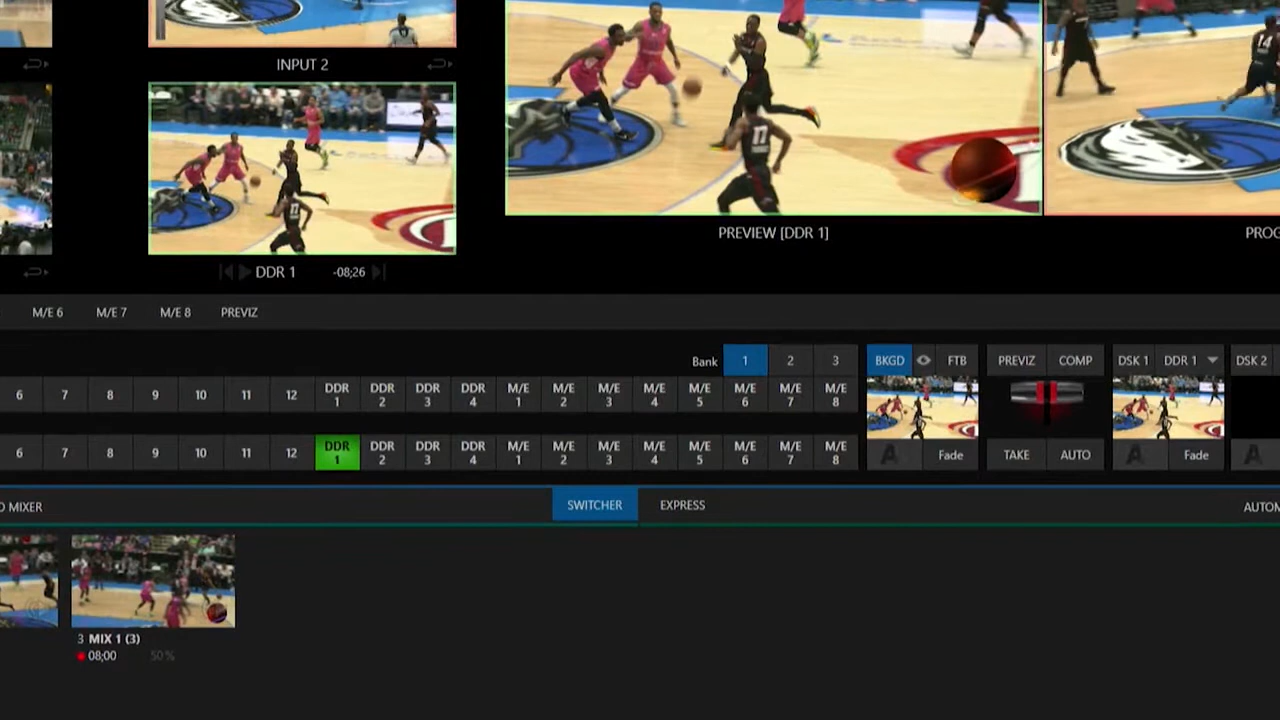 INPUT 2
14
17
PREVIEW [DDR 1]
PROG
DDR 1 -08;26
M/E 6 M/E 7 M/E 8 PREVIZ
Bank 1 2 3
BKGD FTB PREVIZ COMP DSK 1 DDR 1 DSK 2
6 7 8 9 10 11 12 DDR 1 DDR 2 DDR 3 DDR 4 M/E 1 M/E 2 M/E 3 M/E 4 M/E 5 M/E 6 M/E 7 M/E 8
6 7 8 9 10 11 12 DDR 1 DDR 2 DDR 3 DDR 4 M/E 1 M/E 2 M/E 3 M/E 4 M/E 5 M/E 6 M/E 7 M/E 8
A Fade TAKE AUTO A Fade A
O MIXER SWITCHER EXPRESS AUTOM
3 MIX 1 (3)
08;00 50 %